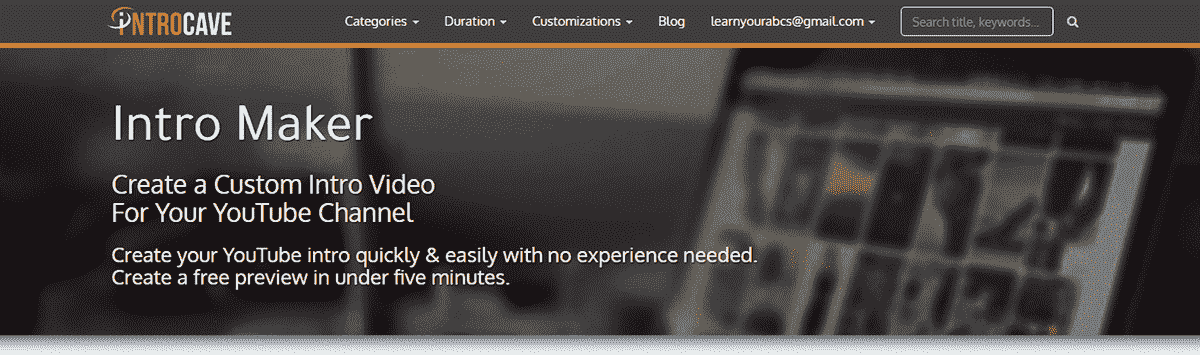 INTROCAVE
Categories
Duration
Customizations
Blog
learnyourabcs@gmail.com
Search title, keywords...
Intro Maker
Create a Custom Intro Video
For Your YouTube Channel
Create your YouTube intro quickly & easily with no experience needed.
Create a free preview in under five minutes.